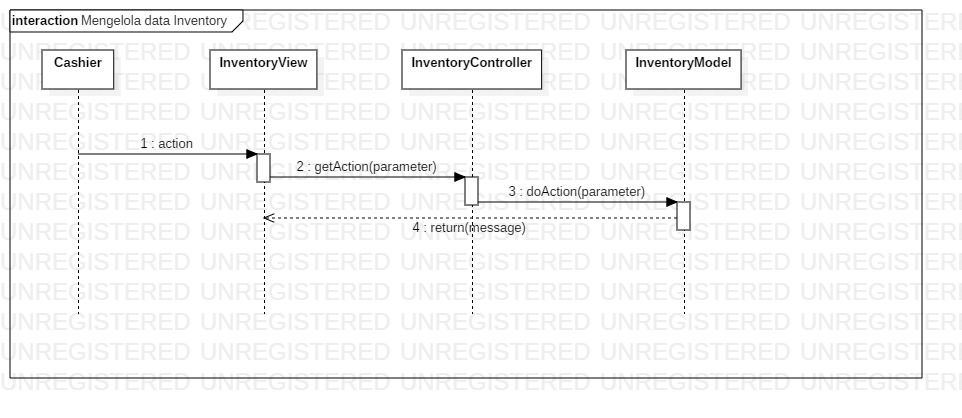 interaction Mengelola data Inventory
Cashier
InventoryView
InventoryController
InventoryModel
1 : action
2 : getAction(parameter)
3 : doAction(parameter)
4 : return(message)
UNREGISTERED UNREGISTERED UNREGISTERED UNREGISTERED UNREGISTERI